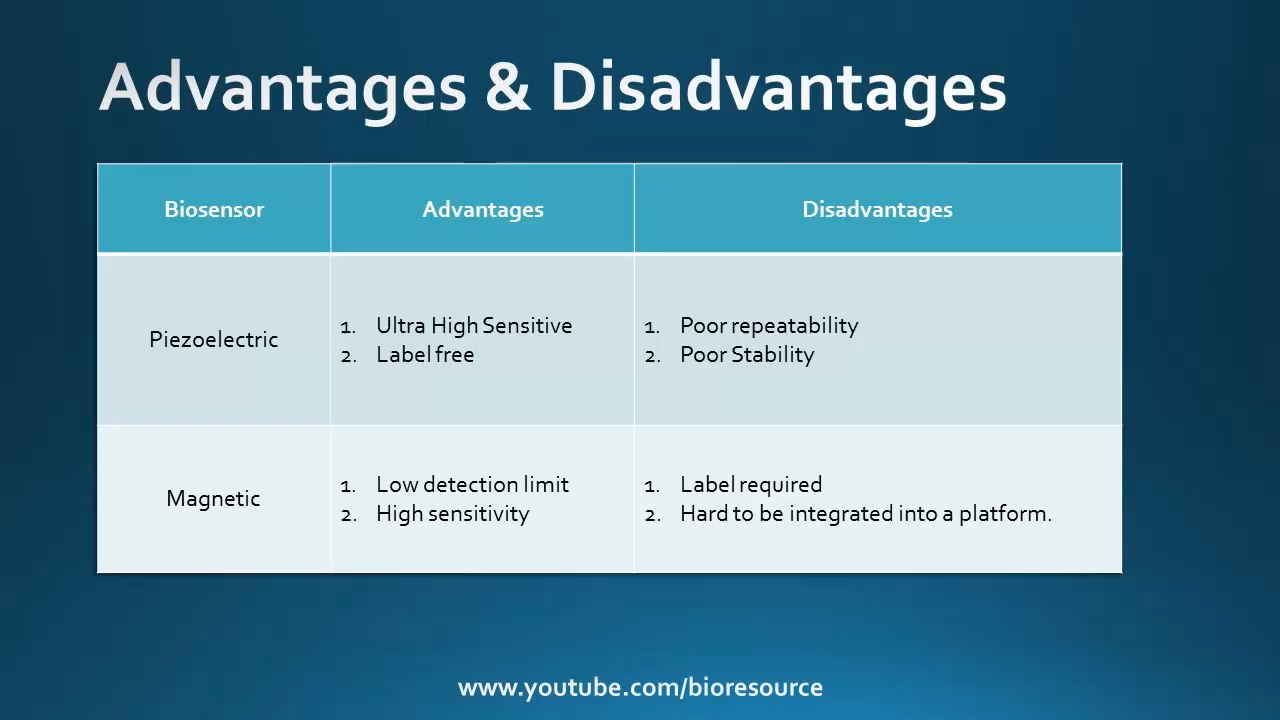 Advantages & Disadvantages
Biosensor Advantages Disadvantages
Piezoelectric
1. Ultra High Sensitive
2. Label free
1. Poor repeatability
2. Poor Stability
Magnetic
1. Low detection limit
2. High sensitivity
1. Label required
2. Hard to be integrated into a platform.
www.youtube.com/bioresource